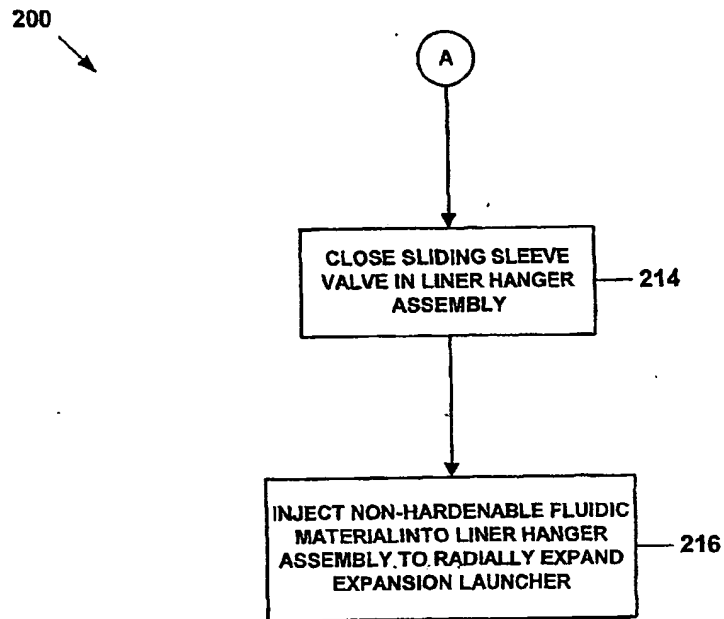 200
A
CLOSE SLIDING SLEEVE
VALVE IN LINER HANGER
ASSEMBLY
214
INJECT NON-HARDENABLE FLUIDIC
MATERIALINTO LINER HANGER
ASSEMBLY TO RADIALLY EXPAND
EXPANSION LAUNCHER
216